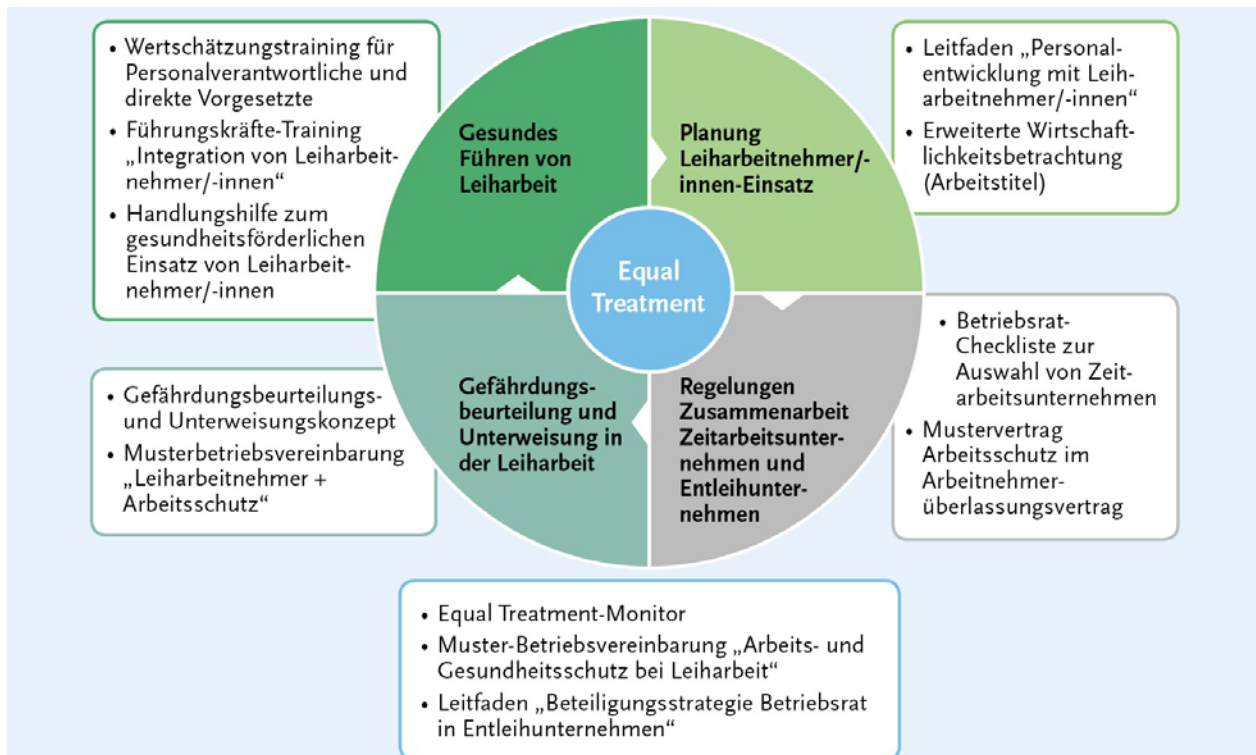 • Wertschätzungstraining für
Personalverantwortliche und
direkte Vorgesetzte
• Führungskräfte-Training
„Integration von Leiharbeit-
nehmer/-innen“
• Handlungshilfe zum
gesundheitsförderlichen
Einsatz von Leiharbeit-
nehmer/-innen
Gesundes
Führen von
Leiharbeit
Planung
Leiharbeitnehmer/-
innen-Einsatz
• Leitfaden „Personal-
entwicklung mit Leih-
arbeitnehmer/-innen“
• Erweiterte Wirtschaft-
lichkeitsbetrachtung
(Arbeitstitel)
Equal
Treatment
• Gefährdungsbeurteilungs-
und Unterweisungskonzept
• Musterbetriebsvereinbarung
„Leiharbeitnehmer +
Arbeitsschutz“
Gefährdungs-
beurteilung und
Unterweisung in
der Leiharbeit
Regelungen
Zusammenarbeit
Zeitarbeitsunter-
nehmen und
Entleihunter-
nehmen
• Betriebsrat-
Checkliste zur
Auswahl von Zeit-
arbeitsunternehmen
• Mustervertrag
Arbeitsschutz im
Arbeitnehmer-
überlassungsvertrag
• Equal Treatment-Monitor
• Muster-Betriebsvereinbarung „Arbeits- und
Gesundheitsschutz bei Leiharbeit“
• Leitfaden „Beteiligungsstrategie Betriebsrat
in Entleihunternehmen“